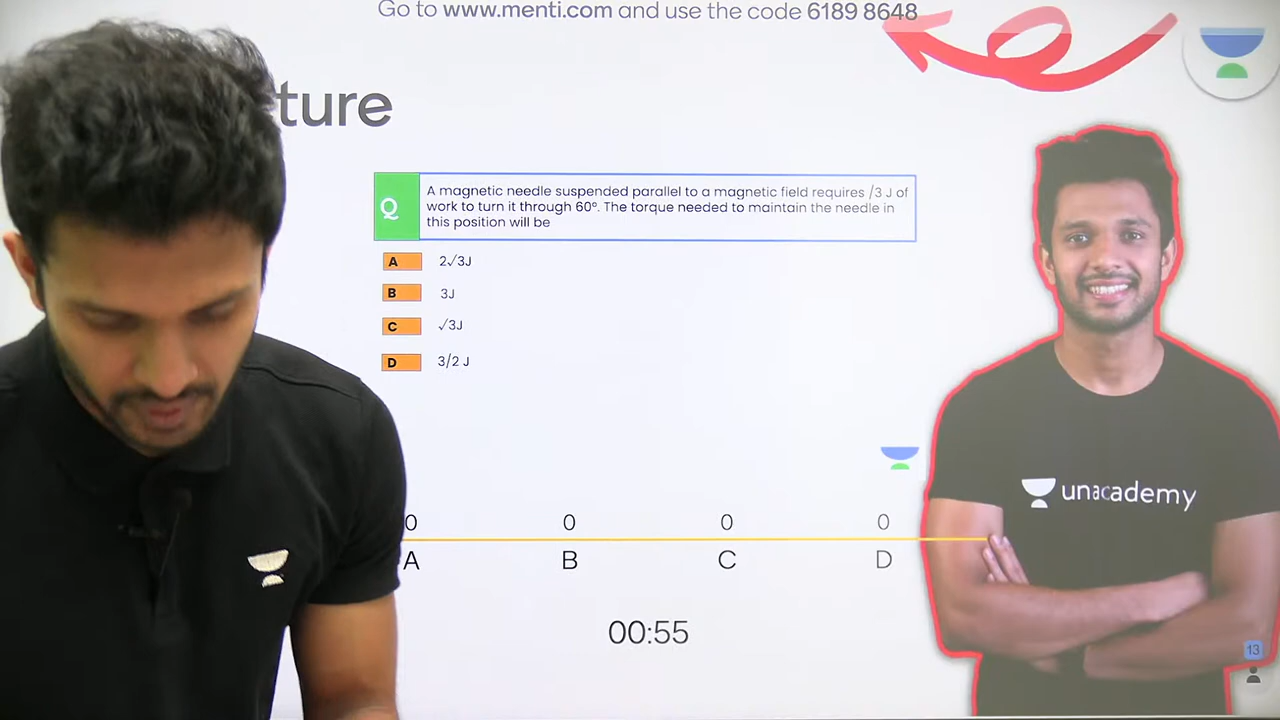 Go to www.menti.com and use the code 6189 8648
ture
Q
A magnetic needle suspended parallel to a magnetic field requires /3 J of
work to turn it through 60º. The torque needed to maintain the needle in
this position will be
A 2√3J
B 3J
C √3J
D 3/2 J
unacademy
0 0 0 0
A B C D
00:55
13